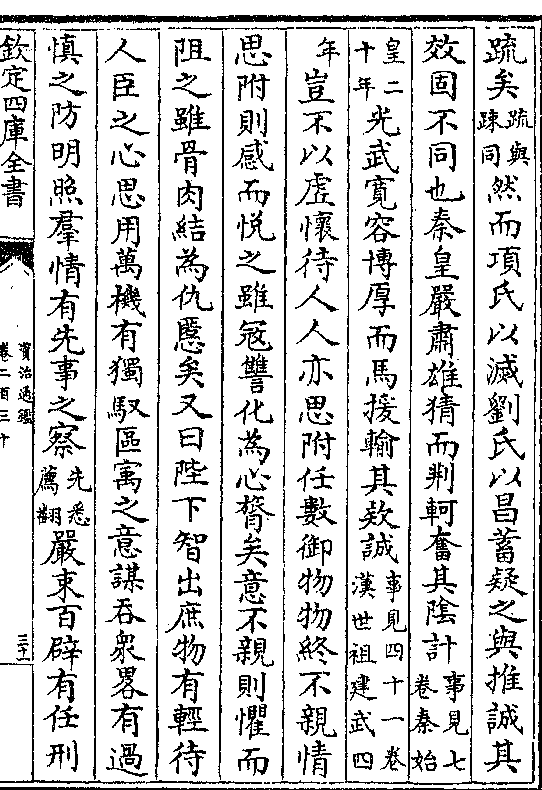 疏矣疏與疎同然而項氏以滅劉氏以昌蓄疑之與推誠其
效固不同也秦皇嚴肅雄猜而荆軻奮其陰計事見七卷秦始
皇二十年光武寛容博厚而馬援輸其欵誠事見四十一卷漢世祖建武四
年豈不以虛懷待人人亦思附任數御物物終不親情
思附則感而悅之雖寇讐化為心膂矣意不親則懼而
阻之雖骨肉結為仇慝矣又曰陛下智出庶物有輕待
人臣之心思用萬機有獨馭區寓之意謀吞衆畧有過
慎之防明照羣情有先事之察先悉薦翻嚴束百辟有任刑
欽定四庫全書
資治通鑑
卷二百三十